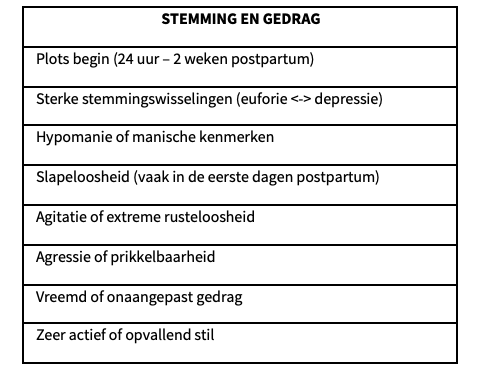 STEMMING EN GEDRAG
Plots begin (24 uur – 2 weken postpartum)
Sterke stemmingswisselingen (euforie <-> depressie)
Hypomanie of manische kenmerken
Slapeloosheid (vaak in de eerste dagen postpartum)
Agitatie of extreme rusteloosheid
Agressie of prikkelbaarheid
Vreemd of onaangepast gedrag
Zeer actief of opvallend stil